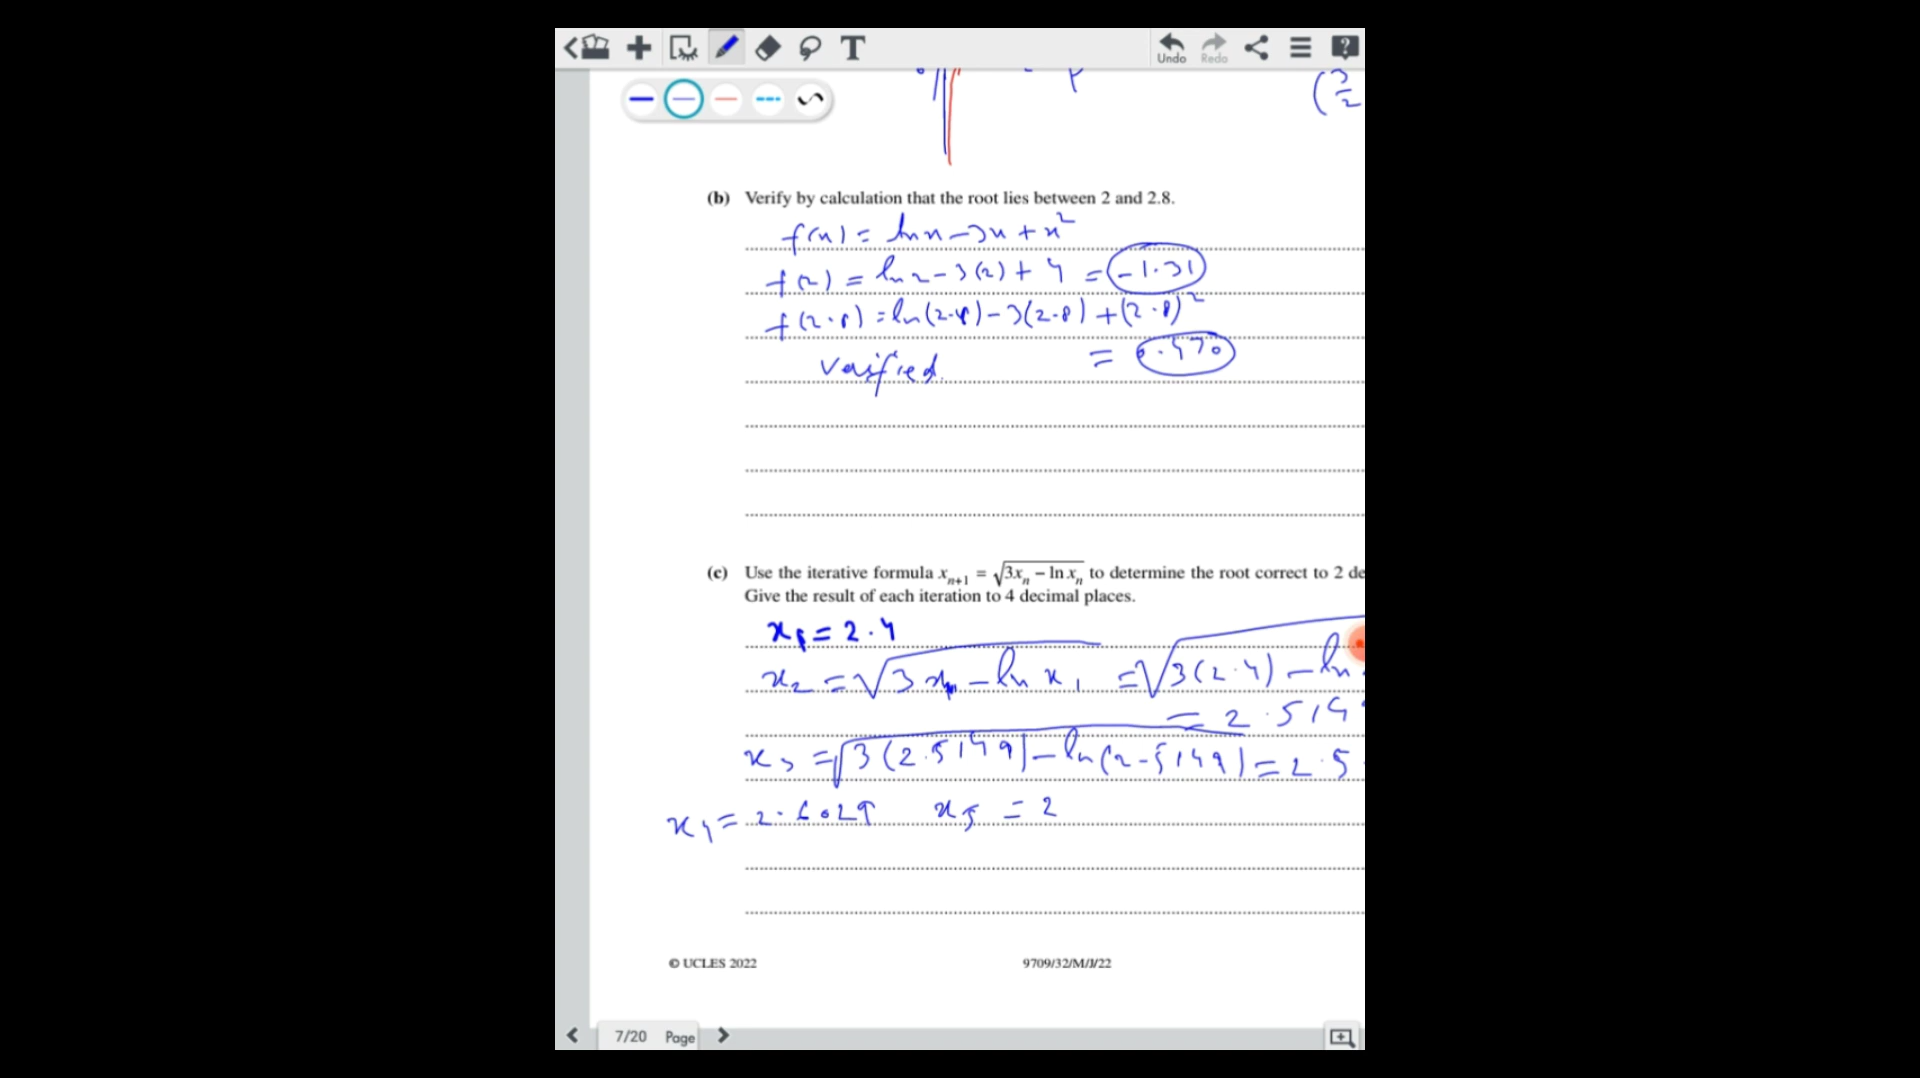 Undo Redo
(3/2
(b) Verify by calculation that the root lies between 2 and 2.8.
f(x) = ln x - 3x + x²
f(2) = ln 2 - 3(2) + 4 = -1.31
f(2.8) = ln(2.8) - 3(2.8) + (2.8)²
= 0.470
Verified.
(c) Use the iterative formula xₙ₊₁ = √(3xₙ − ln xₙ) to determine the root correct to 2 de
Give the result of each iteration to 4 decimal places.
x₁ = 2.4
x₂ = √(3x₁ - ln x₁) = √(3(2.4) - ln
= 2.514
x₃ = √(3(2.5149) - ln(2.5149)) = 2.5
x₄ = 2.6029 x₅ = 2
© UCLES 2022 9709/32/M/J/22
7/20 Page